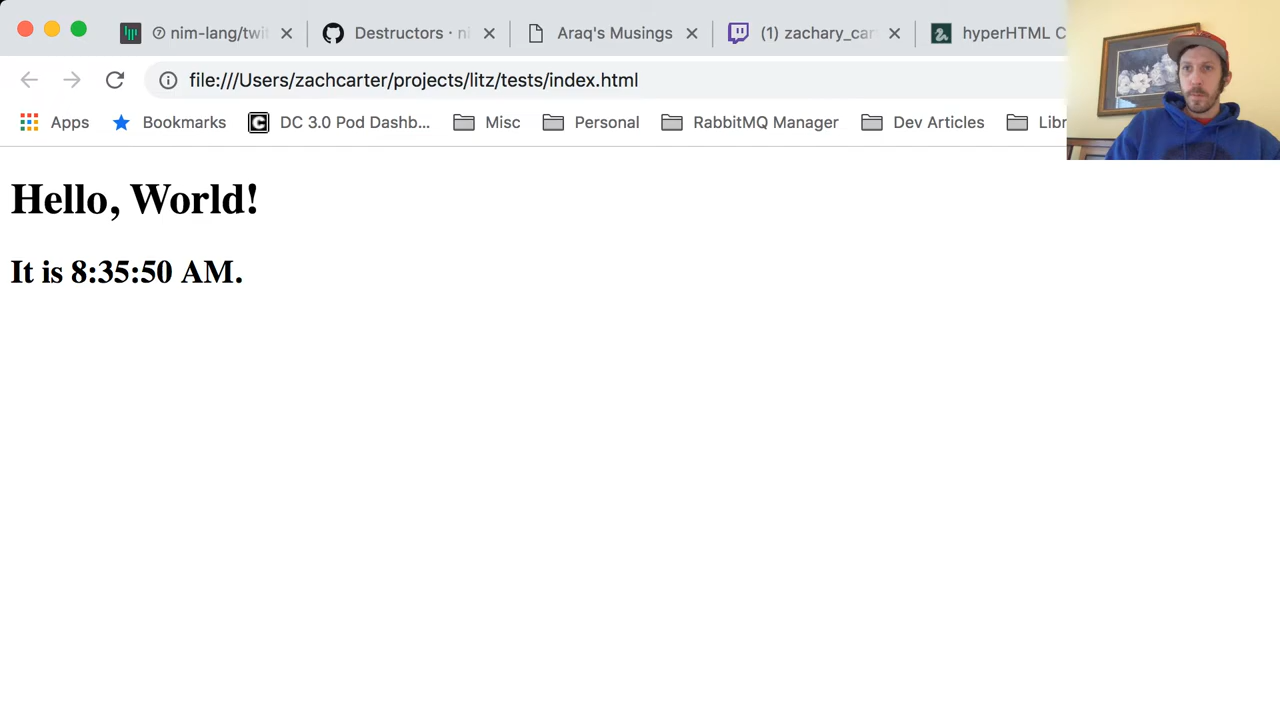 nim-lang/twit
Destructors · ni
Araq's Musings
(1) zachary_car
hyperHTML C
file:///Users/zachcarter/projects/litz/tests/index.html
Apps
Bookmarks
DC 3.0 Pod Dashb...
Misc
Personal
RabbitMQ Manager
Dev Articles
Libr
Hello, World!
It is 8:35:50 AM.